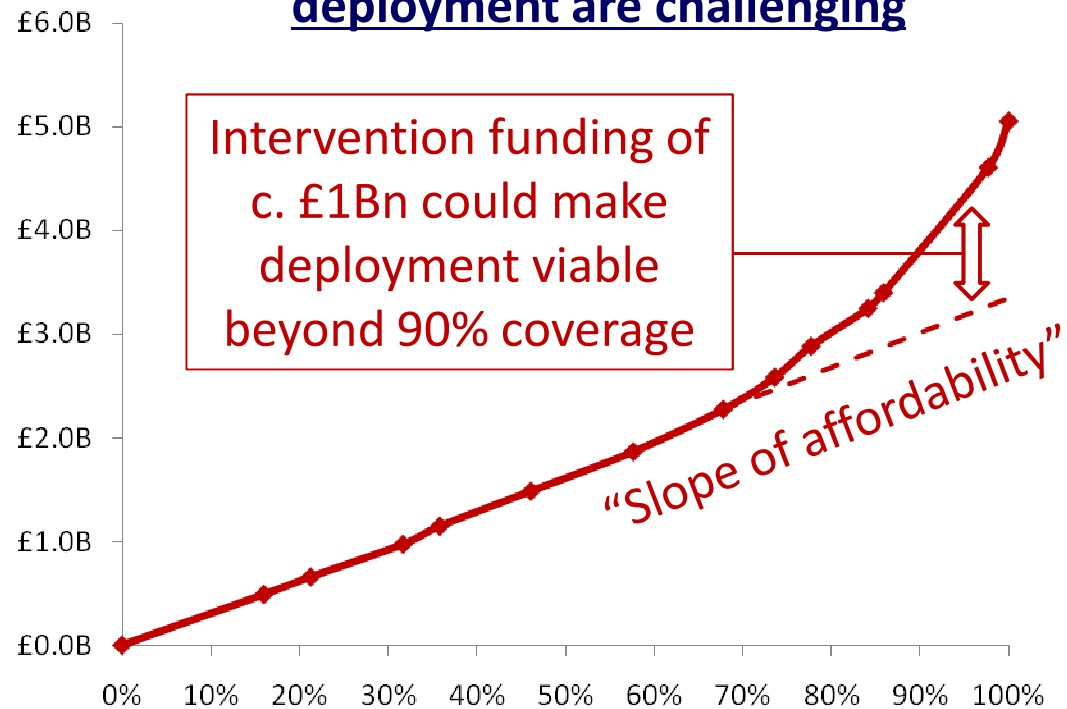 deployment are challenging
£6.0B
£5.0B
£4.0B
£3.0B
£2.0B
£1.0B
£0.0B
Intervention funding of
c. £1Bn could make
deployment viable
beyond 90% coverage
“Slope of affordability”
0% 10% 20% 30% 40% 50% 60% 70% 80% 90% 100%